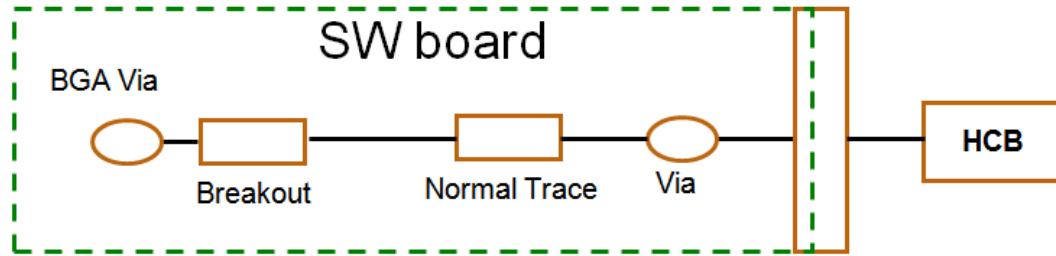 SW board
BGA Via
Breakout
Normal Trace
Via
HCB